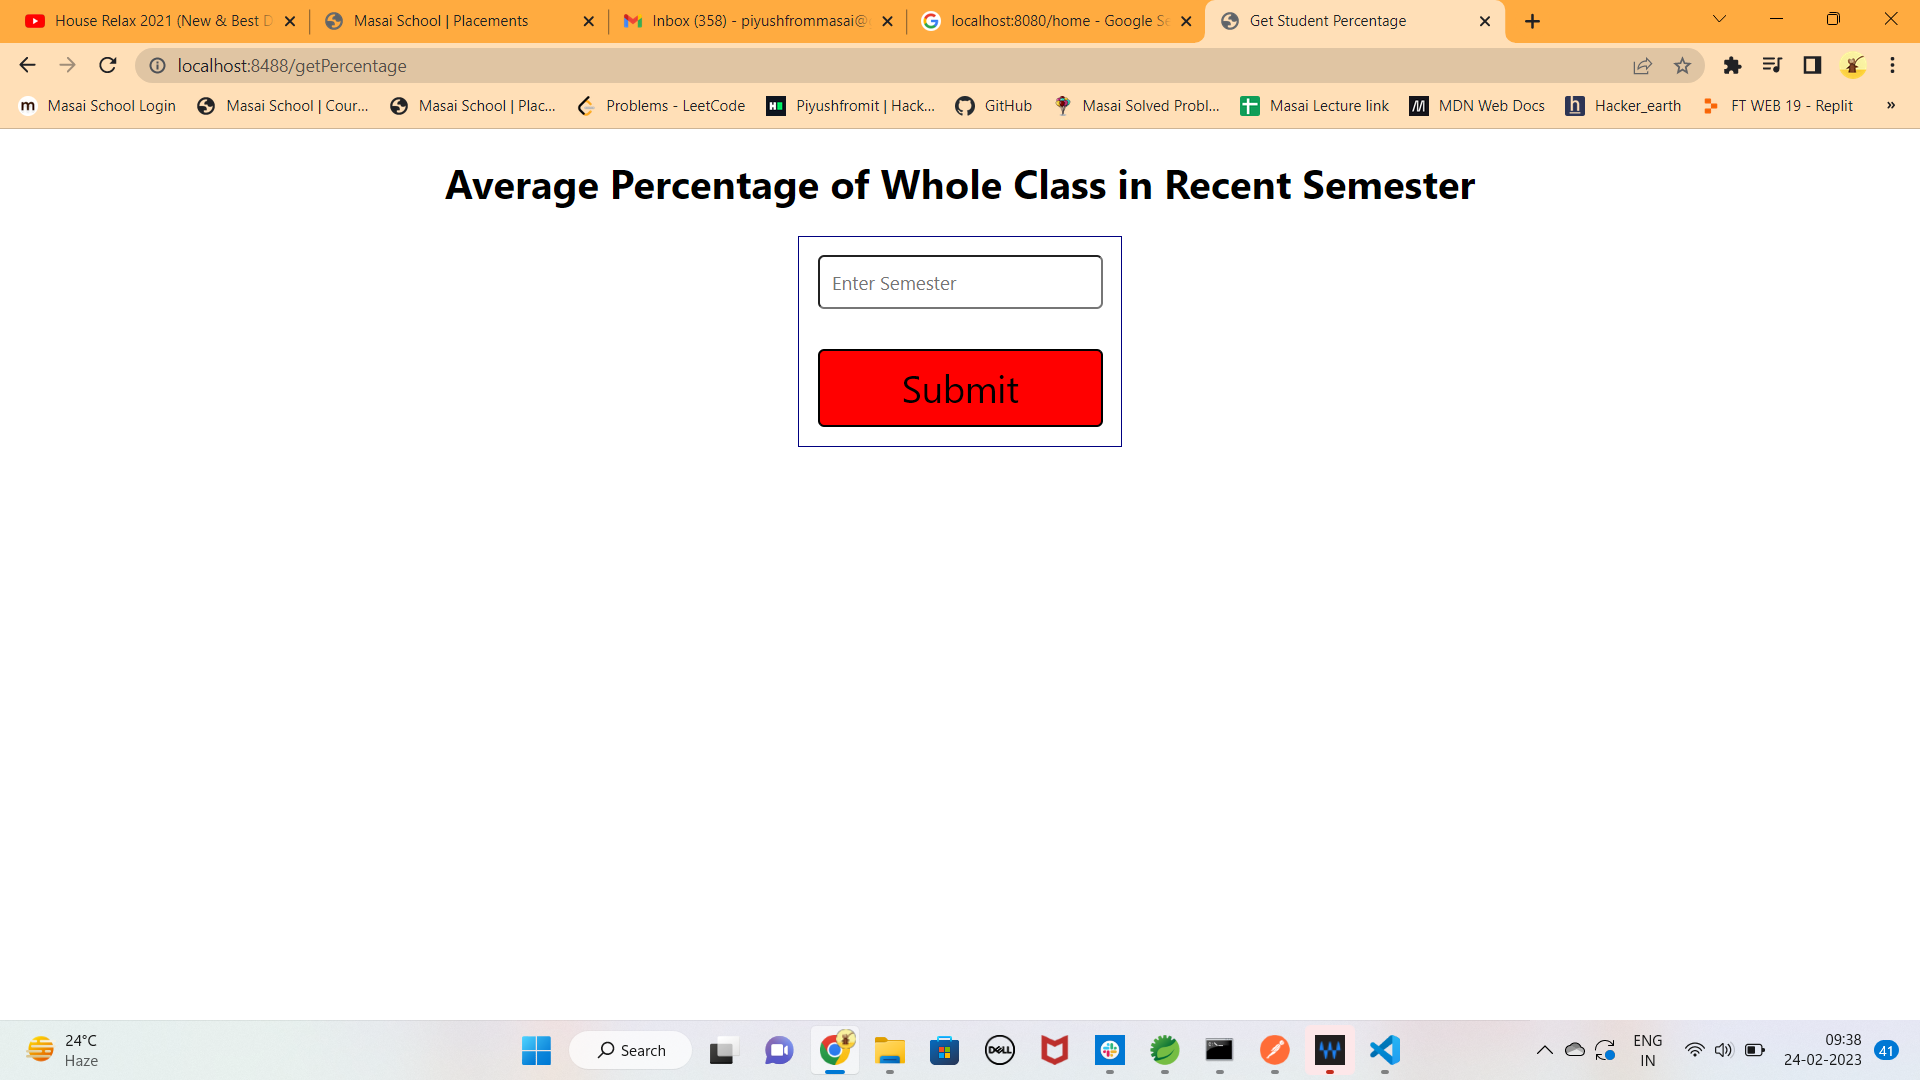 House Relax 2021 (New & Best D
Masai School | Placements
Inbox (358) - piyushfrommasai@
localhost:8080/home - Google Se
Get Student Percentage
localhost:8488/getPercentage
m Masai School Login
Masai School | Cour...
Masai School | Plac...
Problems - LeetCode
Piyushfromit | Hack...
GitHub
Masai Solved Probl...
Masai Lecture link
MDN Web Docs
h Hacker_earth
FT WEB 19 - Replit
»
Average Percentage of Whole Class in Recent Semester
Enter Semester
Submit
24°C
Haze
Search
DELL
ENG
IN
09:38
24-02-2023
41